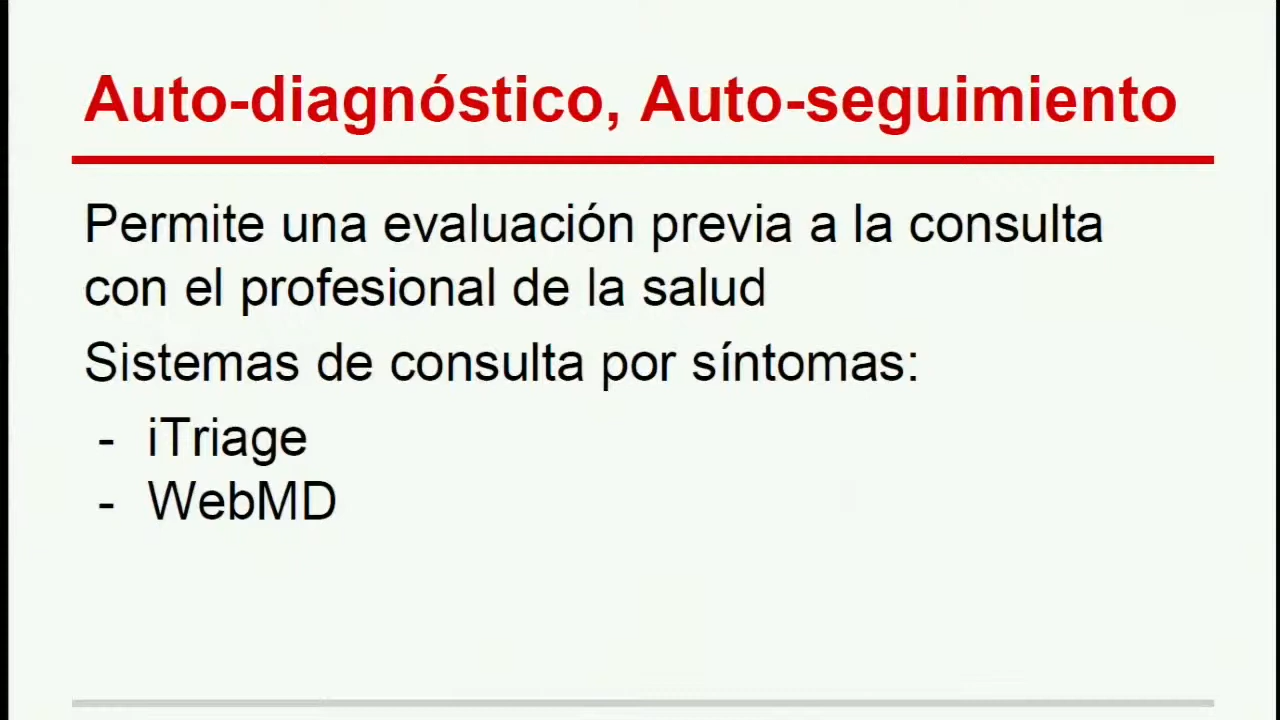 Auto-diagnóstico, Auto-seguimiento
Permite una evaluación previa a la consulta
con el profesional de la salud
Sistemas de consulta por síntomas:
- iTriage
- WebMD